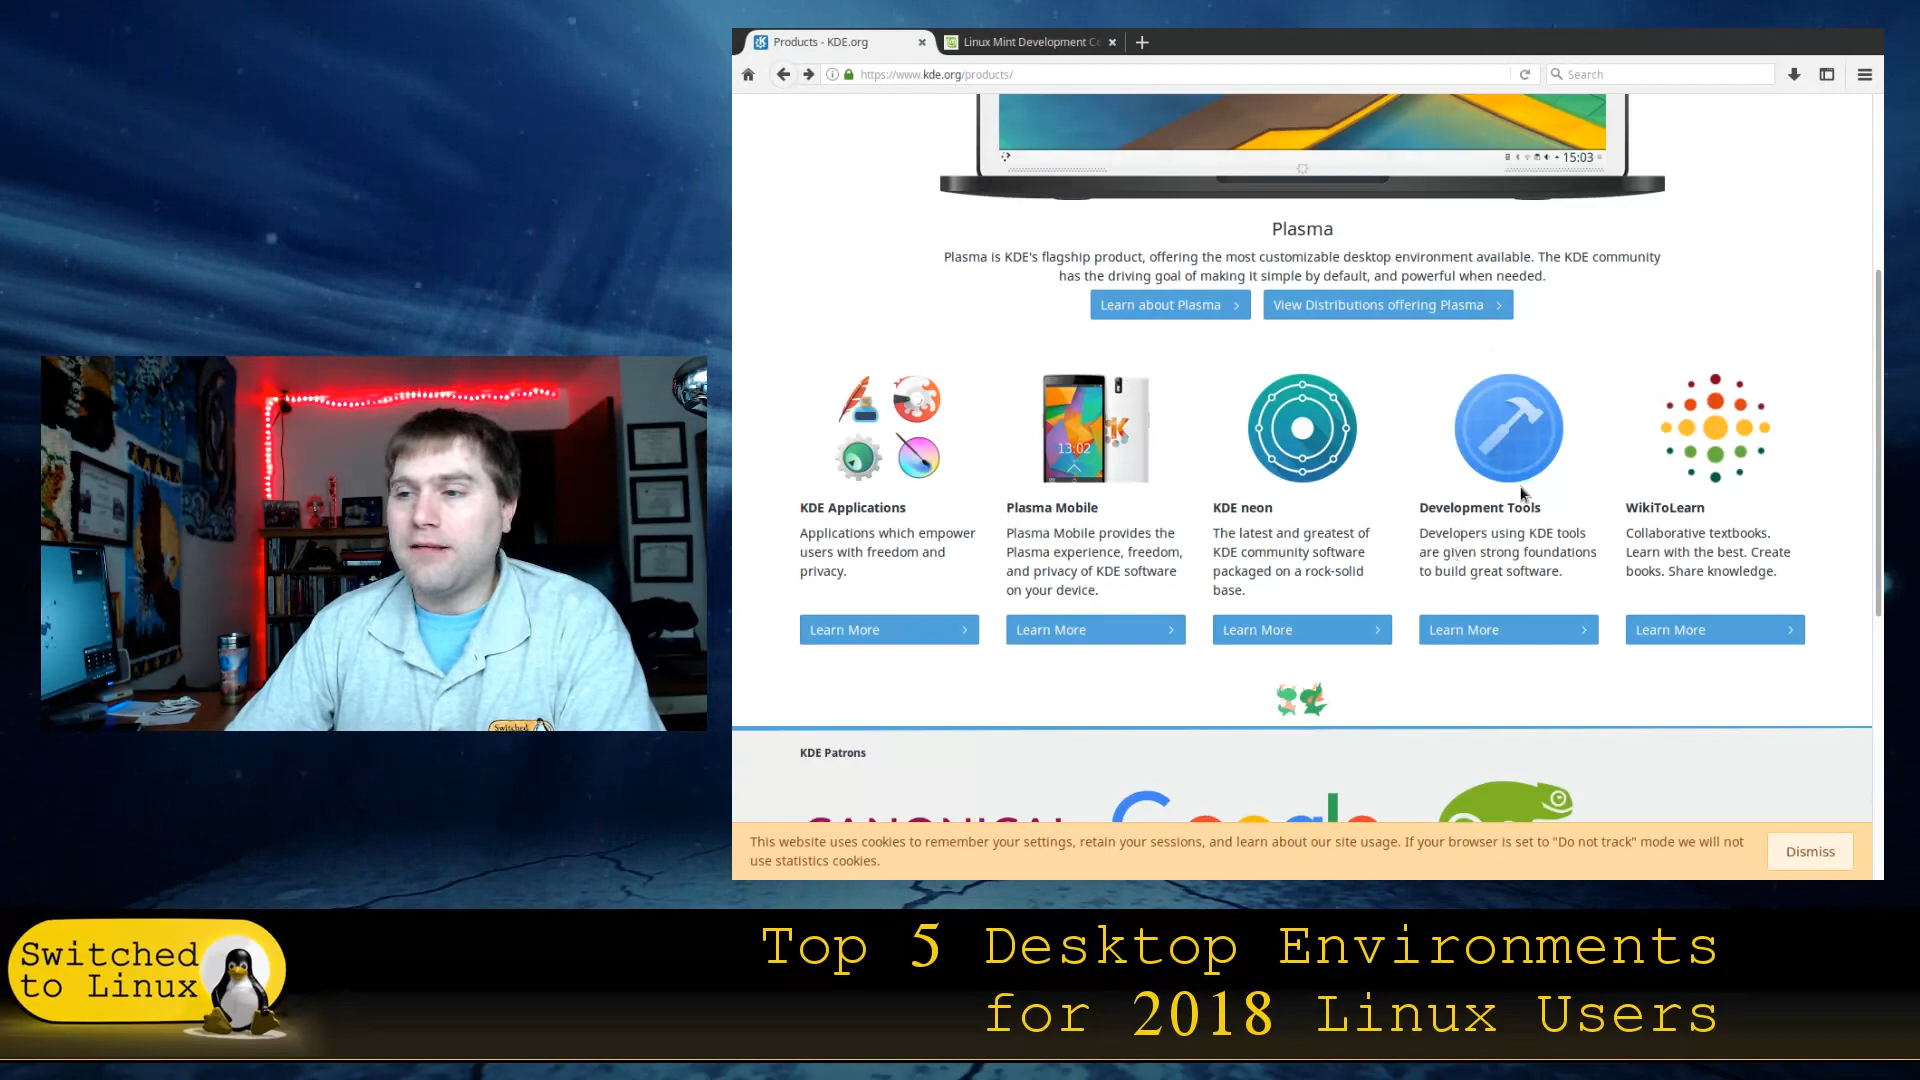 Products - KDE.org
Linux Mint Development Ce
https://www.kde.org/products/
Search
15:03
Plasma
Plasma is KDE's flagship product, offering the most customizable desktop environment available. The KDE community
has the driving goal of making it simple by default, and powerful when needed.
Learn about Plasma
View Distributions offering Plasma
13:02
KDE Applications
Applications which empower
users with freedom and
privacy.
Learn More
Plasma Mobile
Plasma Mobile provides the
Plasma experience, freedom,
and privacy of KDE software
on your device.
Learn More
KDE neon
The latest and greatest of
KDE community software
packaged on a rock-solid
base.
Learn More
Development Tools
Developers using KDE tools
are given strong foundations
to build great software.
Learn More
WikiToLearn
Collaborative textbooks.
Learn with the best. Create
books. Share knowledge.
Learn More
KDE Patrons
CANONICAL
Google
This website uses cookies to remember your settings, retain your sessions, and learn about our site usage. If your browser is set to "Do not track" mode we will not
use statistics cookies.
Dismiss
Switched
Switched
to Linux
Top 5 Desktop Environments
for 2018 Linux Users